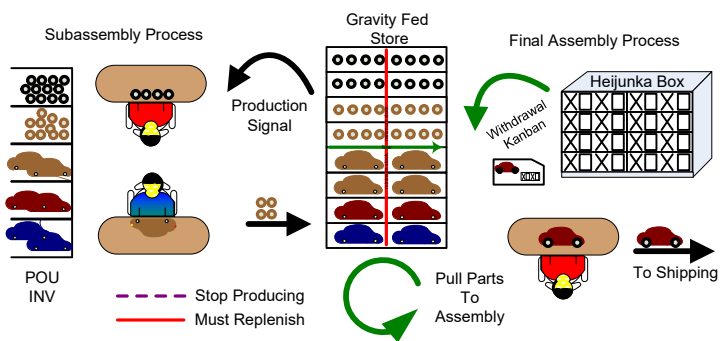 Subassembly Process
Gravity Fed
Store
Final Assembly Process
Production
Signal
Withdrawal
Kanban
Heijunka Box
POU
INV
Stop Producing
Must Replenish
Pull Parts
To
Assembly
To Shipping